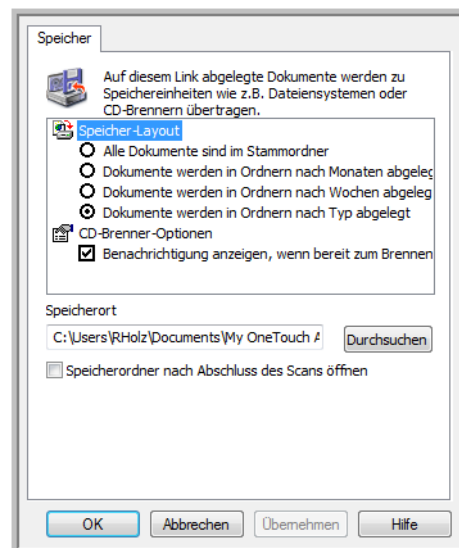 Speicher
Auf diesem Link abgelegte Dokumente werden zu
Speichereinheiten wie z.B. Dateiensystemen oder
CD-Brennern übertragen.
Speicher-Layout
Alle Dokumente sind im Stammordner
Dokumente werden in Ordnern nach Monaten abgeleg
Dokumente werden in Ordnern nach Wochen abgeleg
Dokumente werden in Ordnern nach Typ abgelegt
CD-Brenner-Optionen
Benachrichtigung anzeigen, wenn bereit zum Brennen
Speicherort
C:\Users\RHolz\Documents\My OneTouch A
Durchsuchen
Speicherordner nach Abschluss des Scans öffnen
OK Abbrechen Übernehmen Hilfe